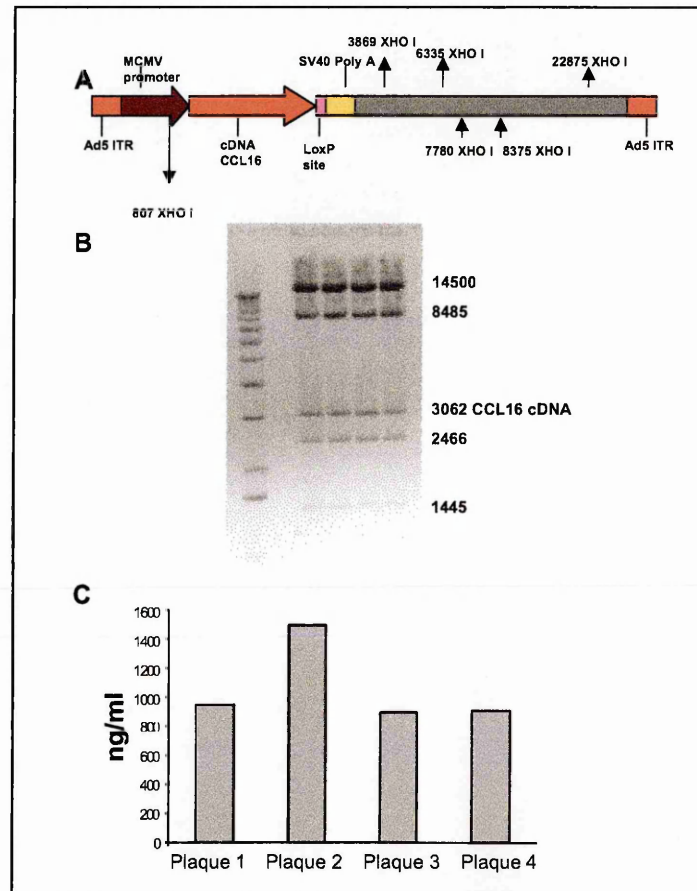 A
MCMV promoter
SV40 Poly A
3869 XHO I
6335 XHO I
22875 XHO I
Ad5 ITR
cDNA CCL16
LoxP site
7780 XHO I
8375 XHO I
Ad5 ITR
807 XHO I
B
14500
8485
3062 CCL16 cDNA
2466
1445
C
ng/ml
1600
1400
1200
1000
800
600
400
200
0
Plaque 1
Plaque 2
Plaque 3
Plaque 4